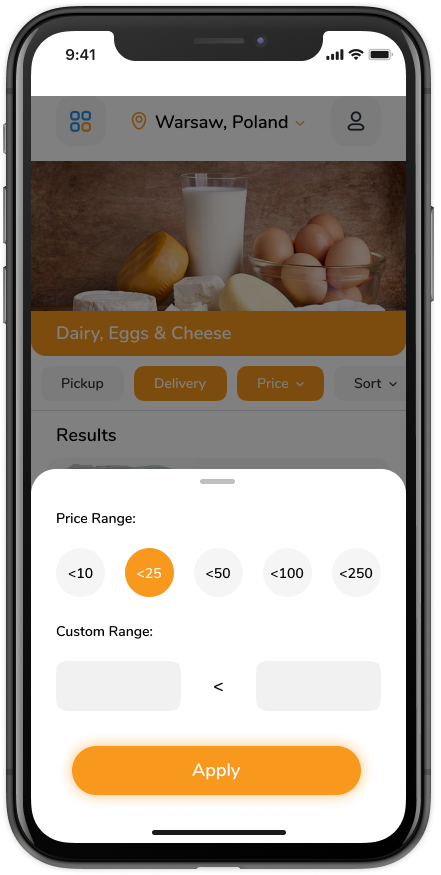 9:41
Warsaw, Poland
Dairy, Eggs & Cheese
Pickup Delivery Price Sort
Results
Price Range:
<10 <25 <50 <100 <250
Custom Range:
<
Apply